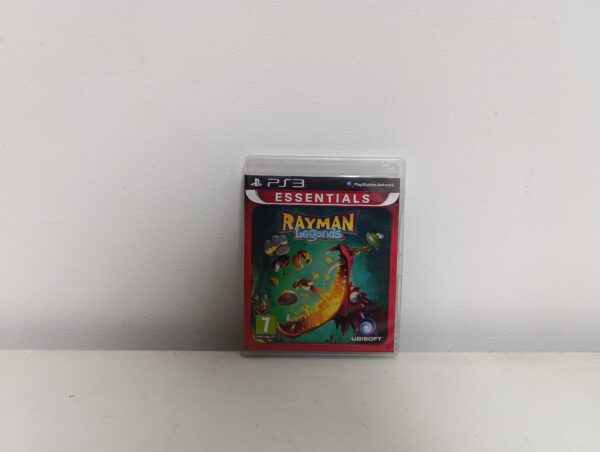 PS3 PlayStation Network
ESSENTIALS
RAYMAN
Legends
7
UBISOFT